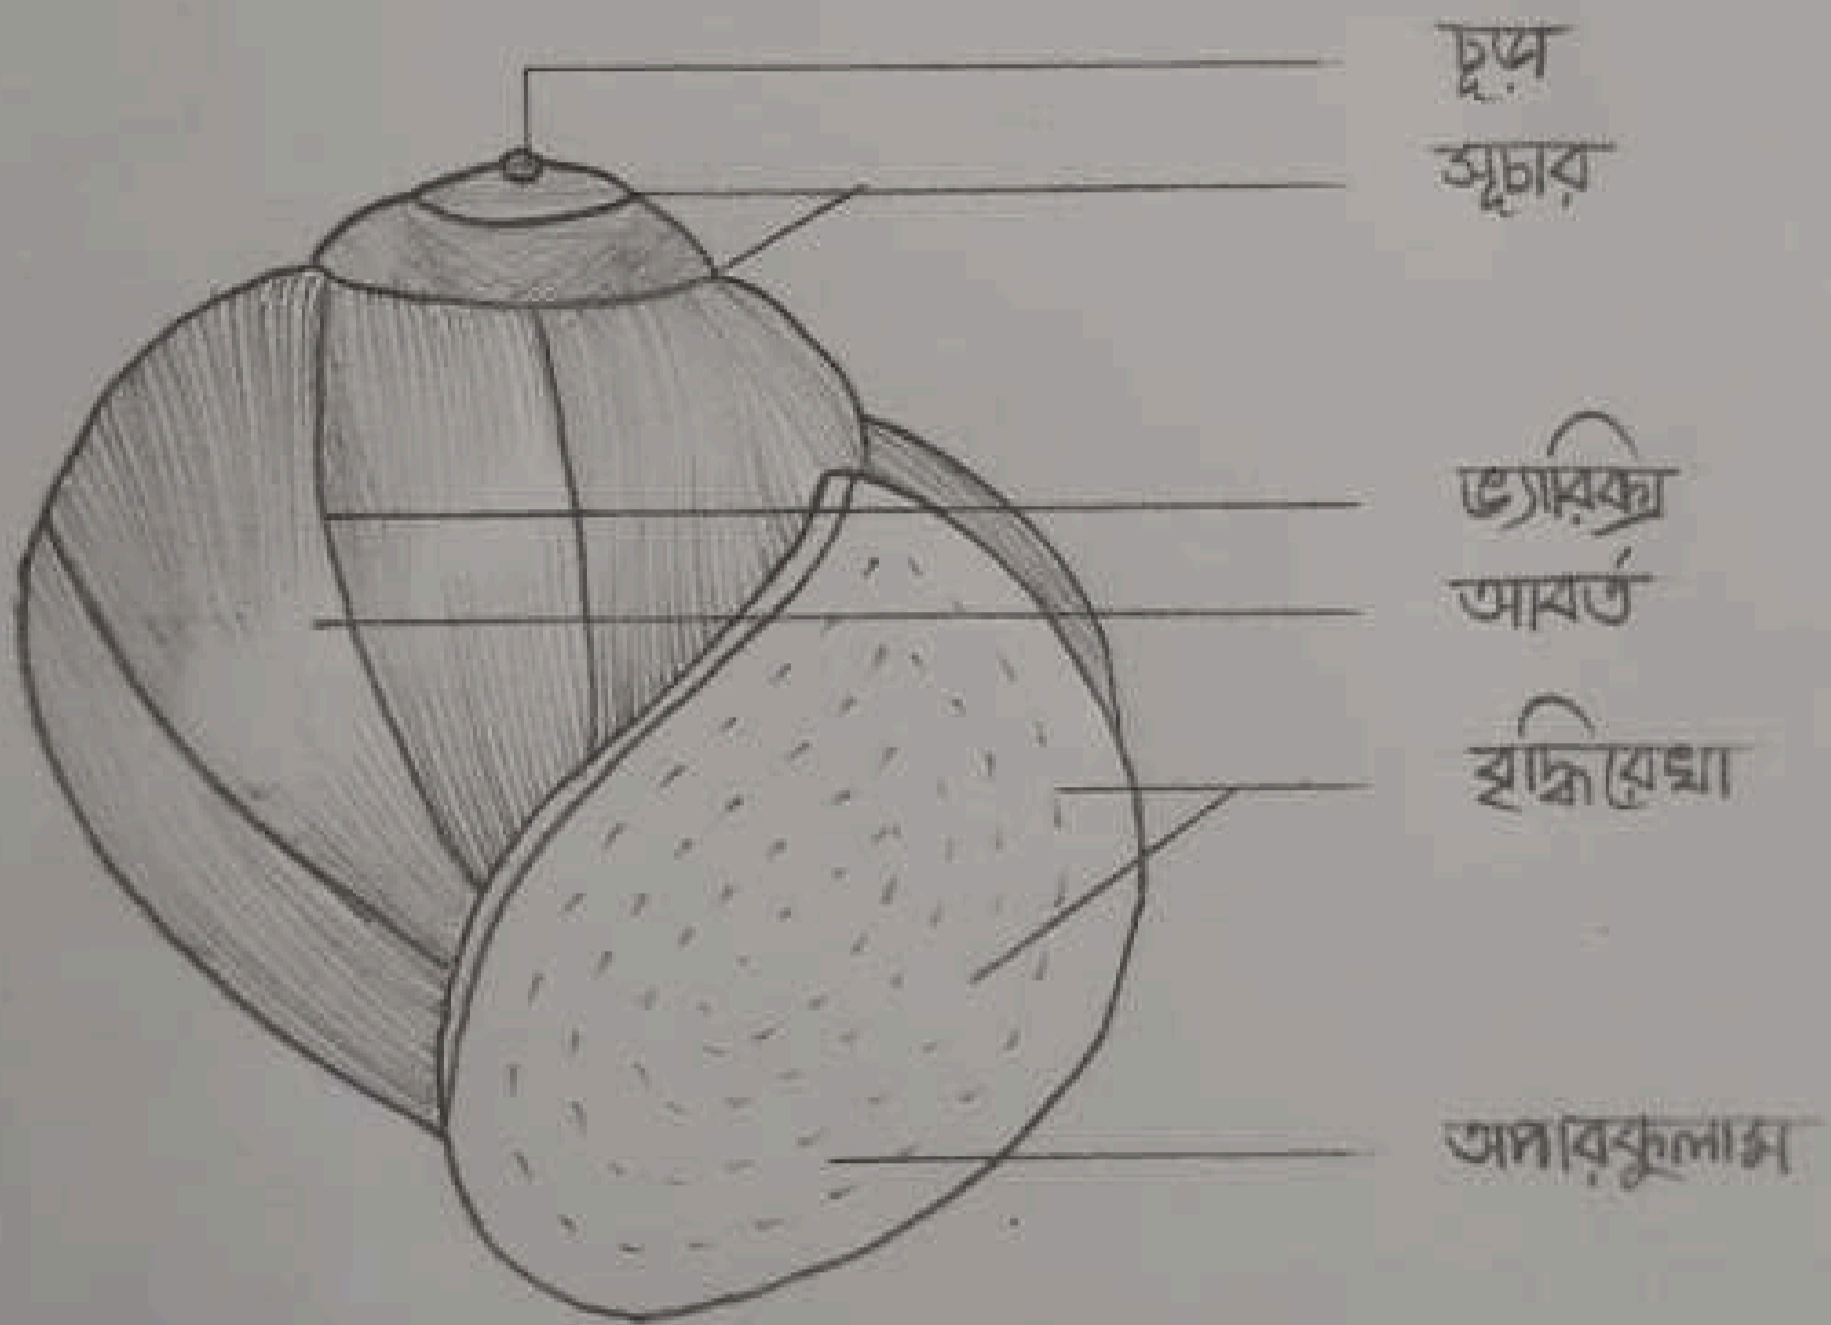 চূড়া
সূচার
ভ্যারিক্স
আবর্ত
বৃদ্ধিরেখা
অপারকুলাম